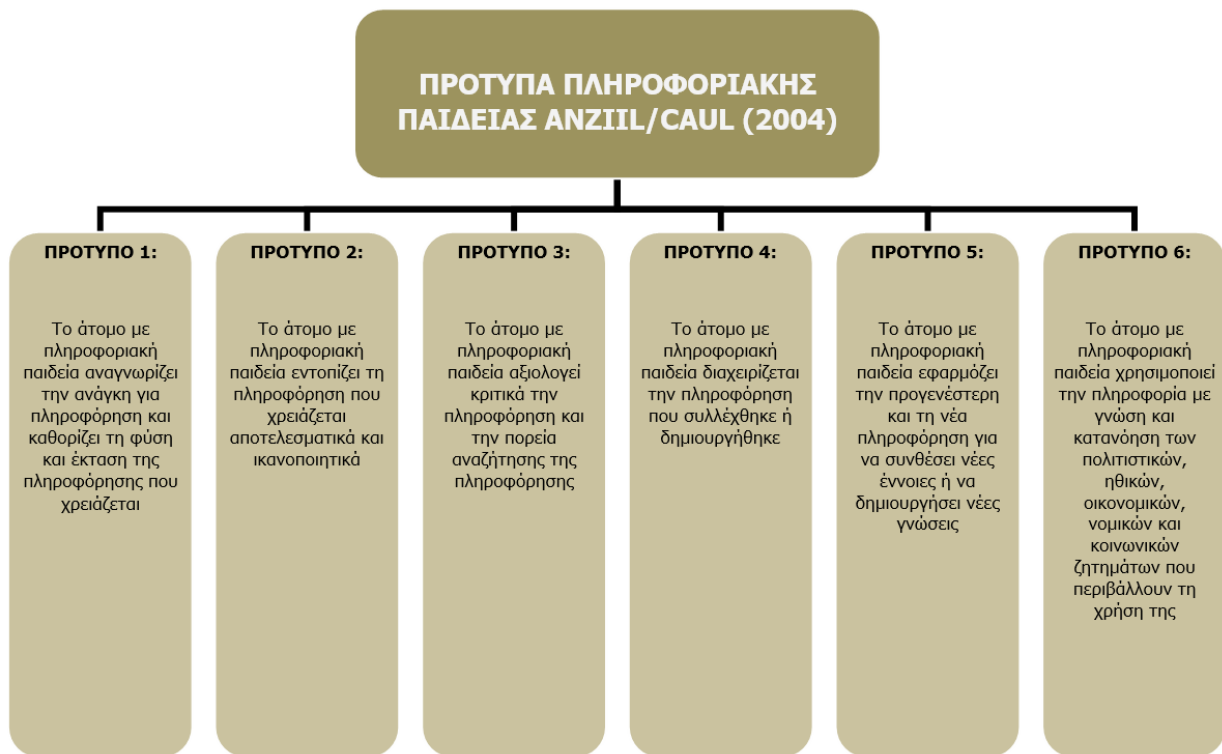 ΠΡΟΤΥΠΑ ΠΛΗΡΟΦΟΡΙΑΚΗΣ
ΠΑΙΔΕΙΑΣ ANZIIL/CAUL (2004)
ΠΡΟΤΥΠΟ 1:
Το άτομο με
πληροφοριακή
παιδεία αναγνωρίζει
την ανάγκη για
πληροφόρηση και
καθορίζει τη φύση
και έκταση της
πληροφόρησης που
χρειάζεται
ΠΡΟΤΥΠΟ 2:
Το άτομο με
πληροφοριακή
παιδεία εντοπίζει τη
πληροφόρηση που
χρειάζεται
αποτελεσματικά και
ικανοποιητικά
ΠΡΟΤΥΠΟ 3:
Το άτομο με
πληροφοριακή
παιδεία αξιολογεί
κριτικά την
πληροφόρηση και
την πορεία
αναζήτησης της
πληροφόρησης
ΠΡΟΤΥΠΟ 4:
Το άτομο με
πληροφοριακή
παιδεία διαχειρίζεται
την πληροφόρηση
που συλλέχθηκε ή
δημιουργήθηκε
ΠΡΟΤΥΠΟ 5:
Το άτομο με
πληροφοριακή
παιδεία εφαρμόζει
την προγενέστερη
και τη νέα
πληροφόρηση για
να συνθέσει νέες
έννοιες ή να
δημιουργήσει νέες
γνώσεις
ΠΡΟΤΥΠΟ 6:
Το άτομο με
πληροφοριακή
παιδεία χρησιμοποιεί
την πληροφορία με
γνώση και
κατανόηση των
πολιτιστικών,
ηθικών,
οικονομικών,
νομικών και
κοινωνικών
ζητημάτων που
περιβάλλουν τη
χρήση της